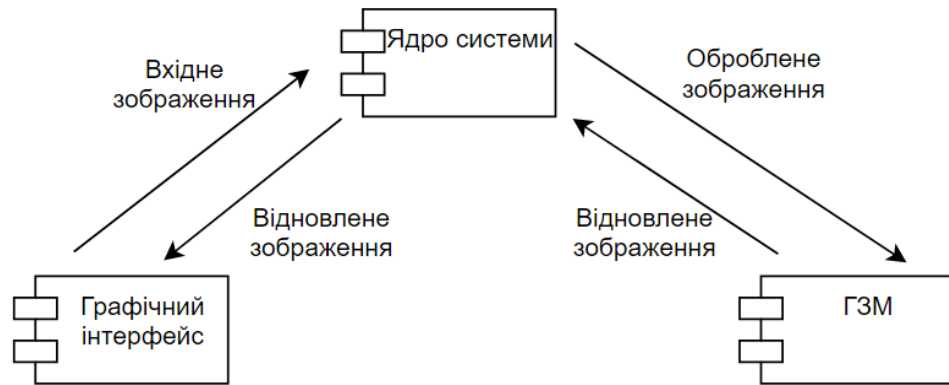 Ядро системи
Вхідне
зображення
Оброблене
зображення
Відновлене
зображення
Відновлене
зображення
Графічний
інтерфейс
ГЗМ